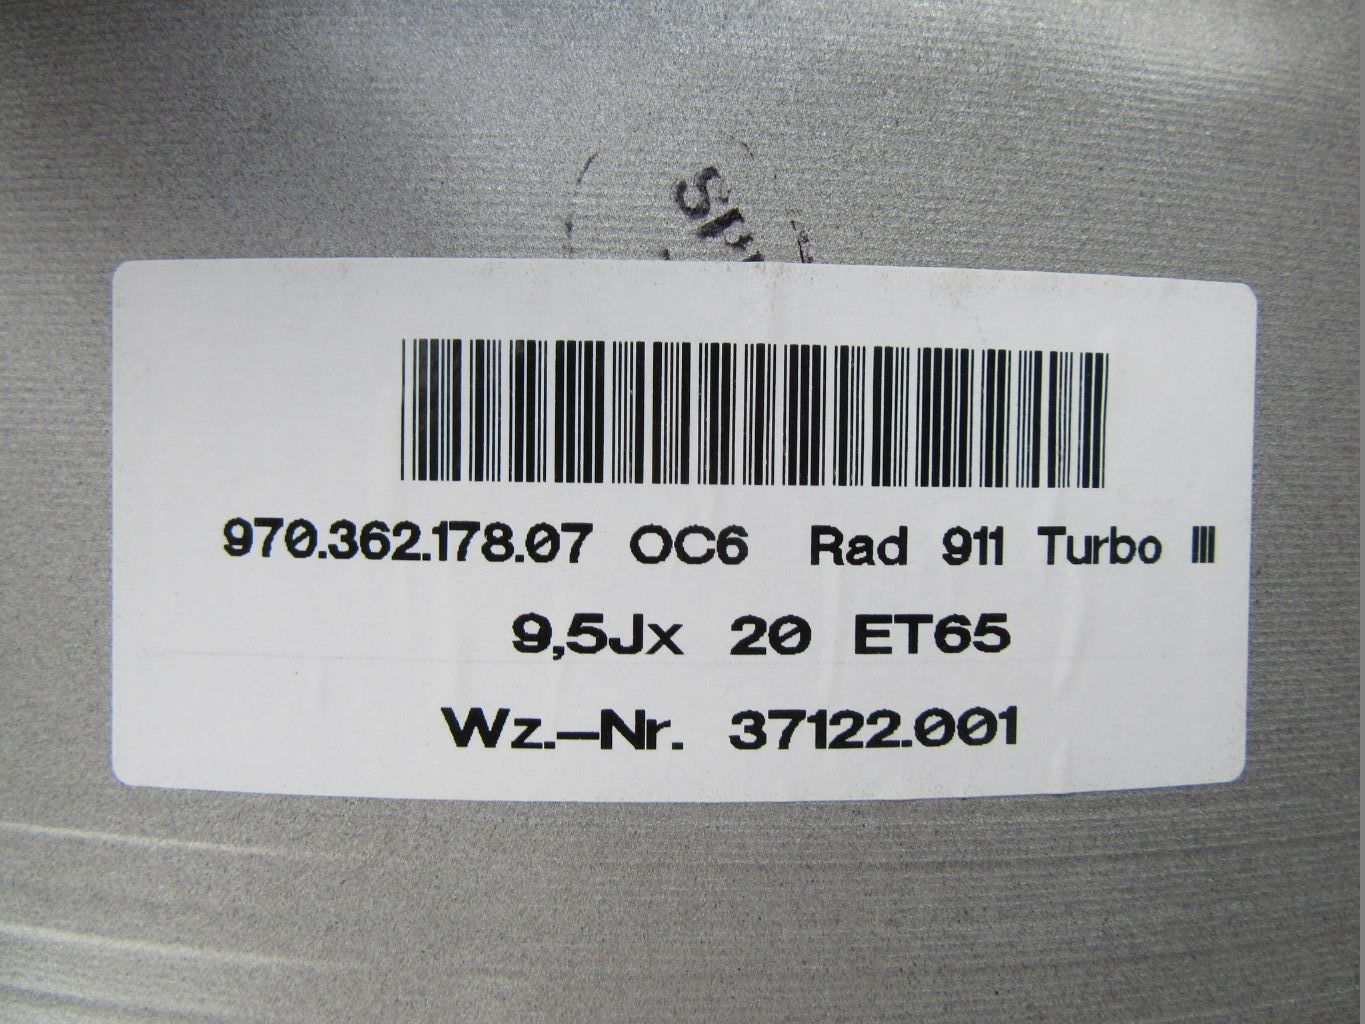 970.362.178.07 OC6 Rad 911 Turbo III
9,5Jx 20 ET65
Wz.-Nr. 37122.001